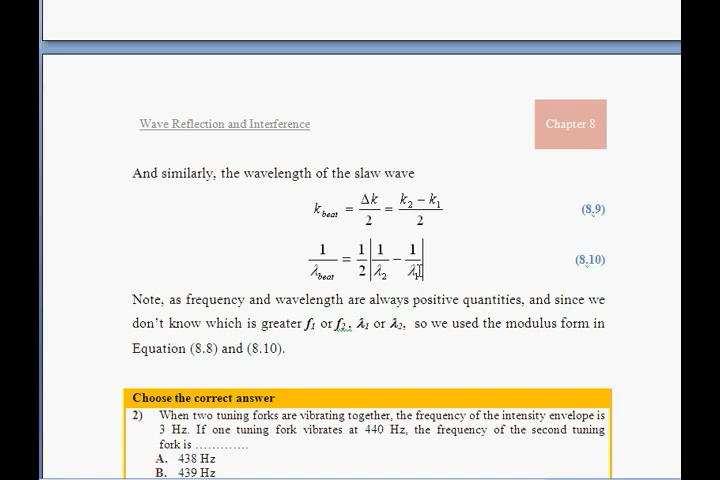 Wave Reflection and Interference
Chapter 8
And similarly, the wavelength of the slaw wave
k_beat = Δk/2 = (k₂ − k₁)/2 (8.9)
1/λ_beat = 1/2 |1/λ₂ − 1/λ₁| (8.10)
Note, as frequency and wavelength are always positive quantities, and since we
don't know which is greater f₁ or f₂, λ₁ or λ₂, so we used the modulus form in
Equation (8.8) and (8.10).
Choose the correct answer
2) When two tuning forks are vibrating together, the frequency of the intensity envelope is
3 Hz. If one tuning fork vibrates at 440 Hz, the frequency of the second tuning
fork is .............
A. 438 Hz
B. 439 Hz